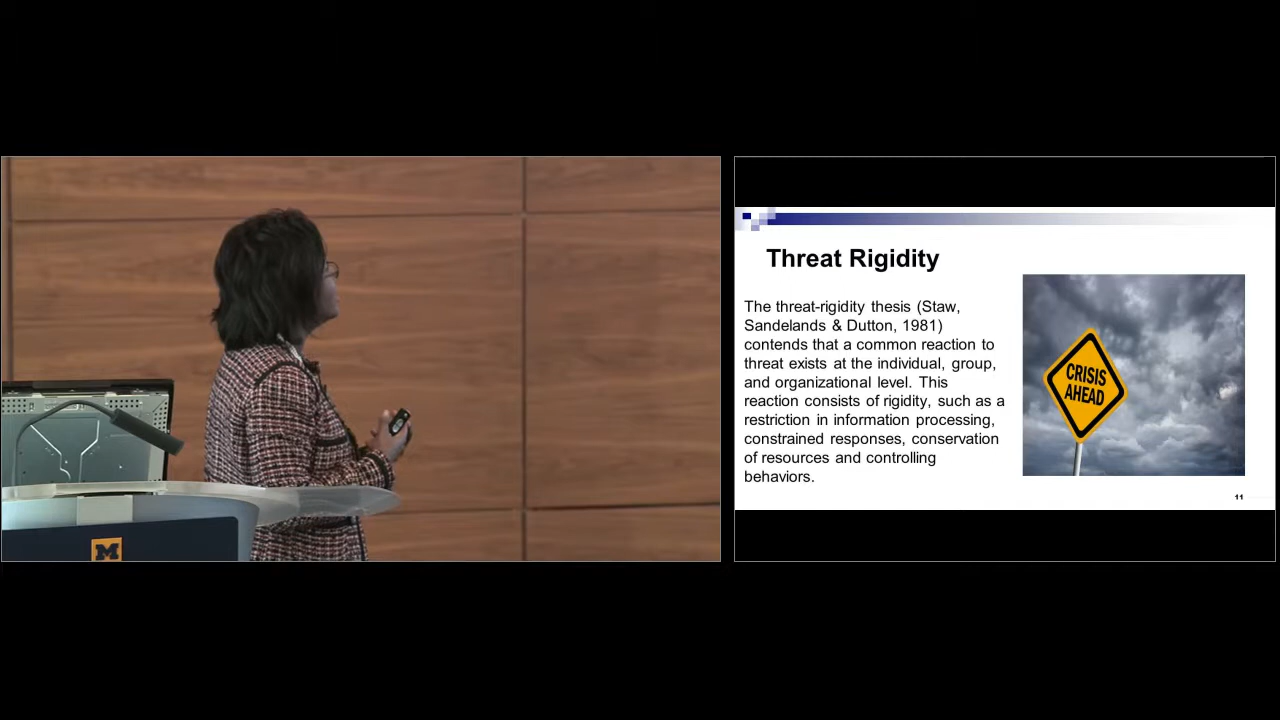 M
Threat Rigidity
The threat-rigidity thesis (Staw,
Sandelands & Dutton, 1981)
contends that a common reaction to
threat exists at the individual, group,
and organizational level. This
reaction consists of rigidity, such as a
restriction in information processing,
constrained responses, conservation
of resources and controlling
behaviors.
CRISIS
AHEAD
11